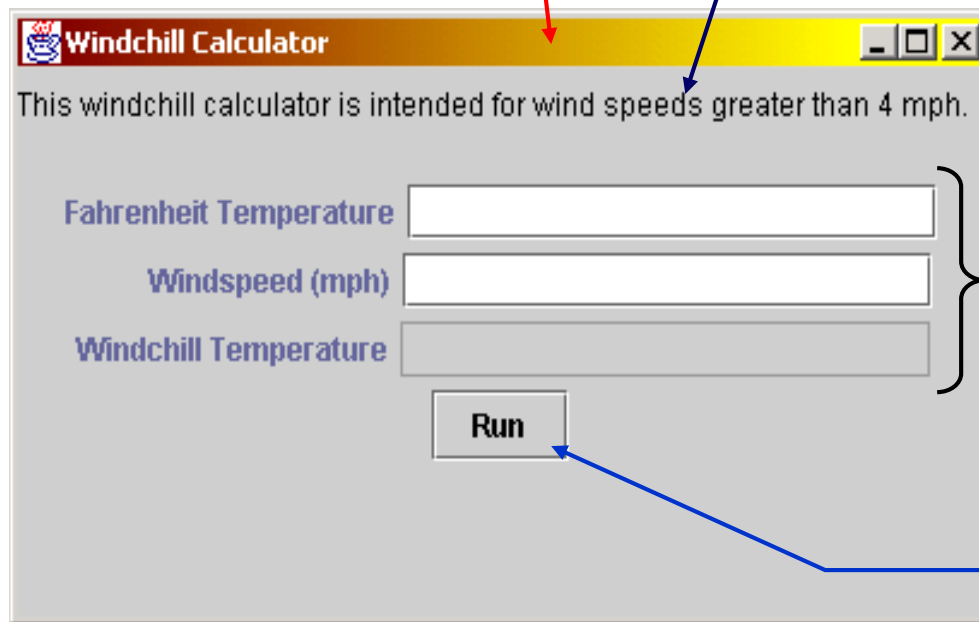 Windchill Calculator
This windchill calculator is intended for wind speeds greater than 4 mph.
Fahrenheit Temperature
Windspeed (mph)
Windchill Temperature
Run